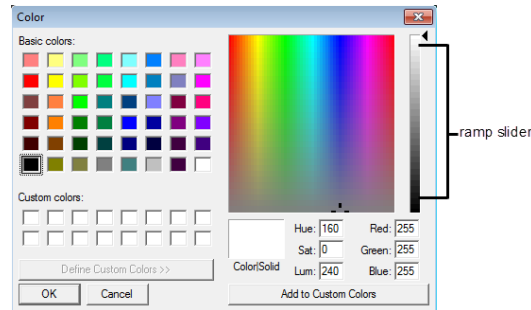 Color
Basic colors:
Custom colors:
Define Custom Colors >>
OK Cancel
Color|Solid
Hue: 160 Red: 255
Sat: 0 Green: 255
Lum: 240 Blue: 255
Add to Custom Colors
ramp slider